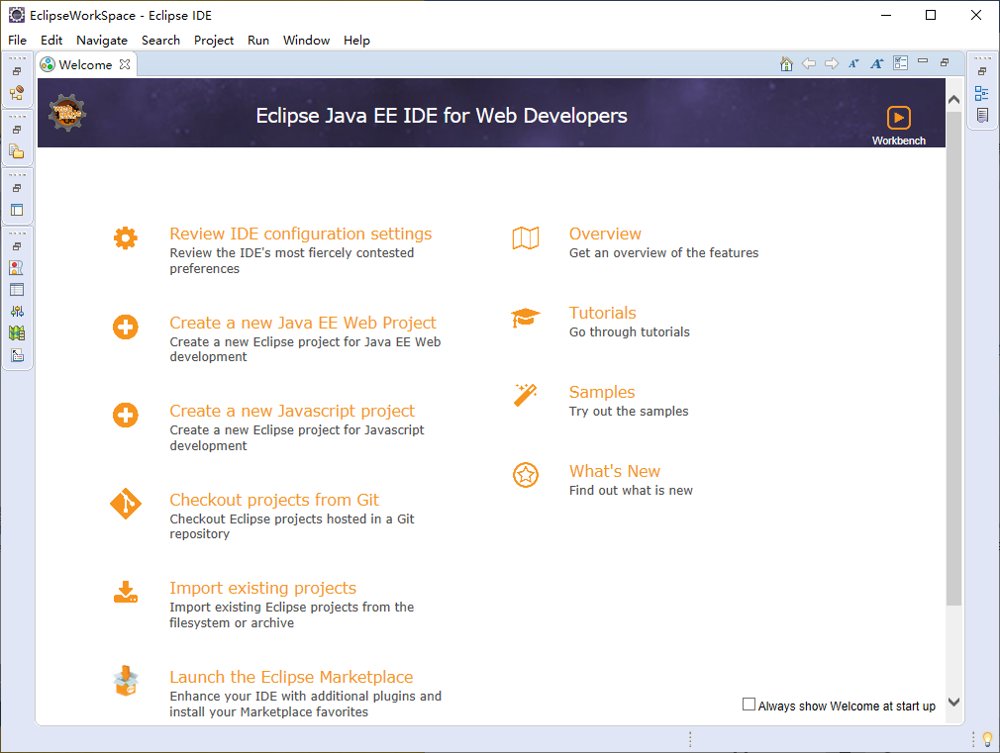 EclipseWorkSpace - Eclipse IDE
File Edit Navigate Search Project Run Window Help
Welcome
Eclipse Java EE IDE for Web Developers
Workbench
Review IDE configuration settings
Review the IDE's most fiercely contested
preferences
Create a new Java EE Web Project
Create a new Eclipse project for Java EE Web
development
Create a new Javascript project
Create a new Eclipse project for Javascript
development
Checkout projects from Git
Checkout Eclipse projects hosted in a Git
repository
Import existing projects
Import existing Eclipse projects from the
filesystem or archive
Launch the Eclipse Marketplace
Enhance your IDE with additional plugins and
install your Marketplace favorites
Overview
Get an overview of the features
Tutorials
Go through tutorials
Samples
Try out the samples
What's New
Find out what is new
Always show Welcome at start up